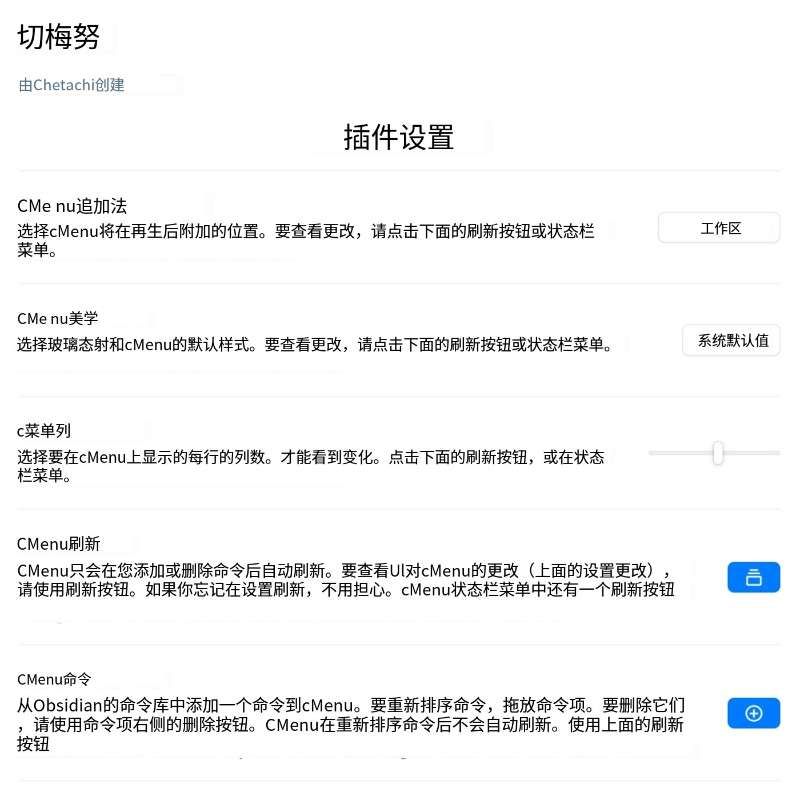 切梅努
由Chetachi创建
插件设置
CMe nu追加法
选择cMenu将在再生后附加的位置。要查看更改，请点击下面的刷新按钮或状态栏
菜单。
工作区
CMe nu美学
选择玻璃态射和cMenu的默认样式。要查看更改，请点击下面的刷新按钮或状态栏菜单。
系统默认值
c菜单列
选择要在cMenu上显示的每行的列数。才能看到变化。点击下面的刷新按钮，或在状态
栏菜单。
CMenu刷新
CMenu只会在您添加或删除命令后自动刷新。要查看Ul对cMenu的更改（上面的设置更改），
请使用刷新按钮。如果你忘记在设置刷新，不用担心。cMenu状态栏菜单中还有一个刷新按钮
CMenu命令
从Obsidian的命令库中添加一个命令到cMenu。要重新排序命令，拖放命令项。要删除它们
，请使用命令项右侧的删除按钮。CMenu在重新排序命令后不会自动刷新。使用上面的刷新
按钮